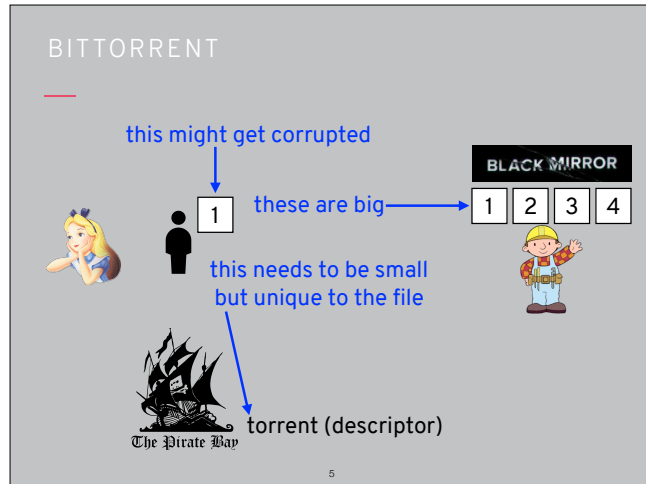 BITTORRENT
this might get corrupted
BLACK MIRROR
1
these are big
1 2 3 4
this needs to be small
but unique to the file
The Pirate Bay
torrent (descriptor)
5